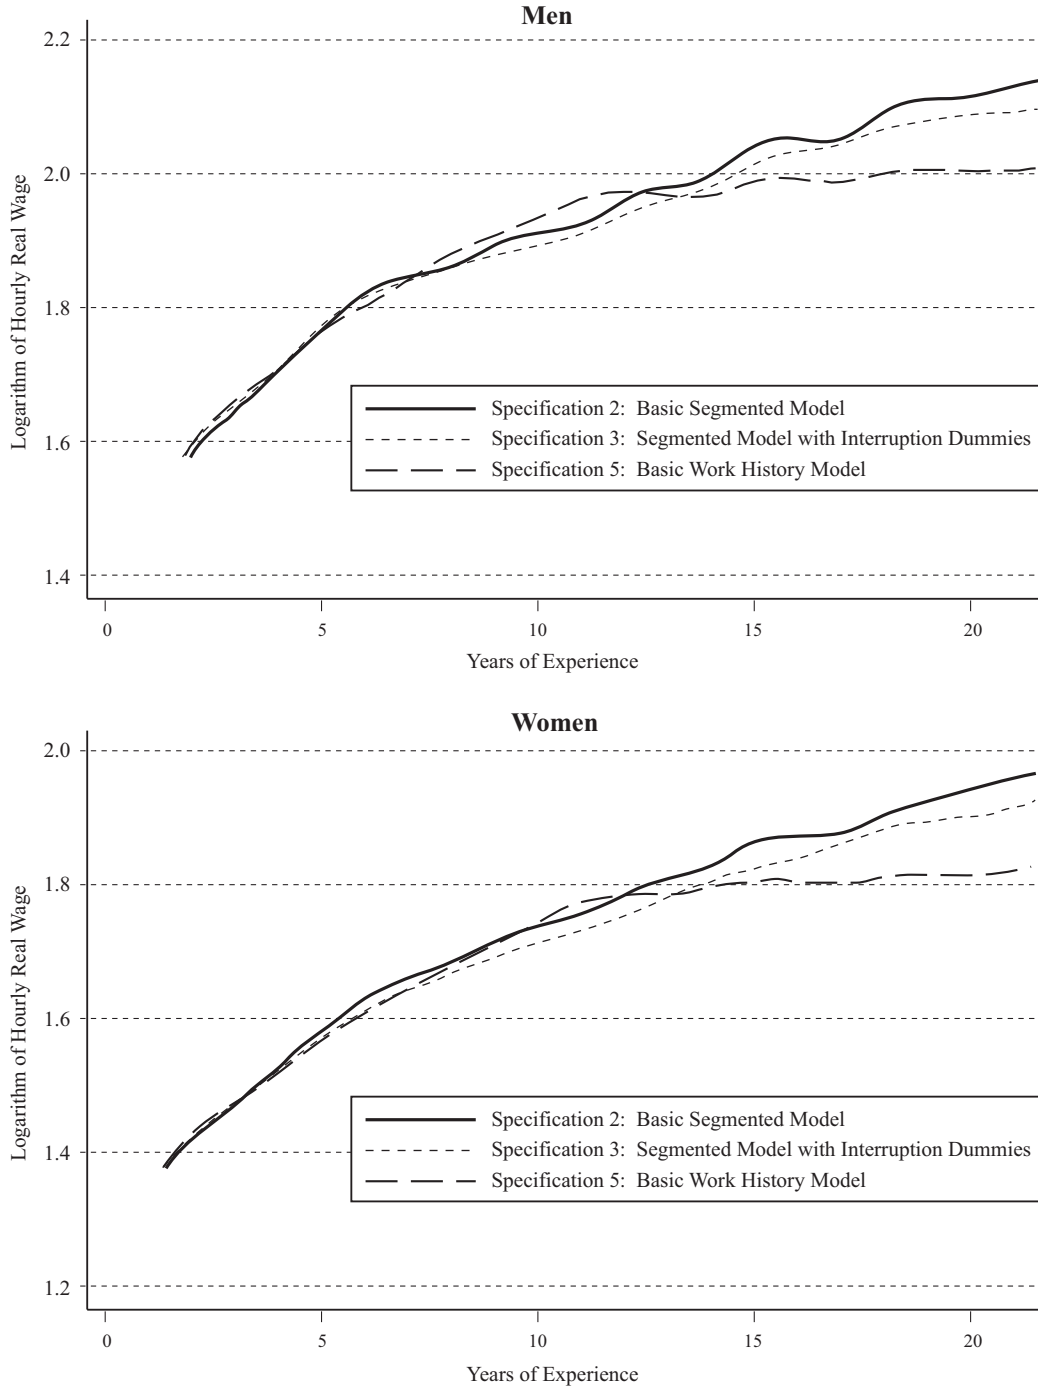 Men
2.2
2.0
1.8
1.6
1.4
Logarithm of Hourly Real Wage
Specification 2: Basic Segmented Model
Specification 3: Segmented Model with Interruption Dummies
Specification 5: Basic Work History Model
0 5 10 15 20
Years of Experience
Women
2.0
1.8
1.6
1.4
1.2
Logarithm of Hourly Real Wage
Specification 2: Basic Segmented Model
Specification 3: Segmented Model with Interruption Dummies
Specification 5: Basic Work History Model
0 5 10 15 20
Years of Experience